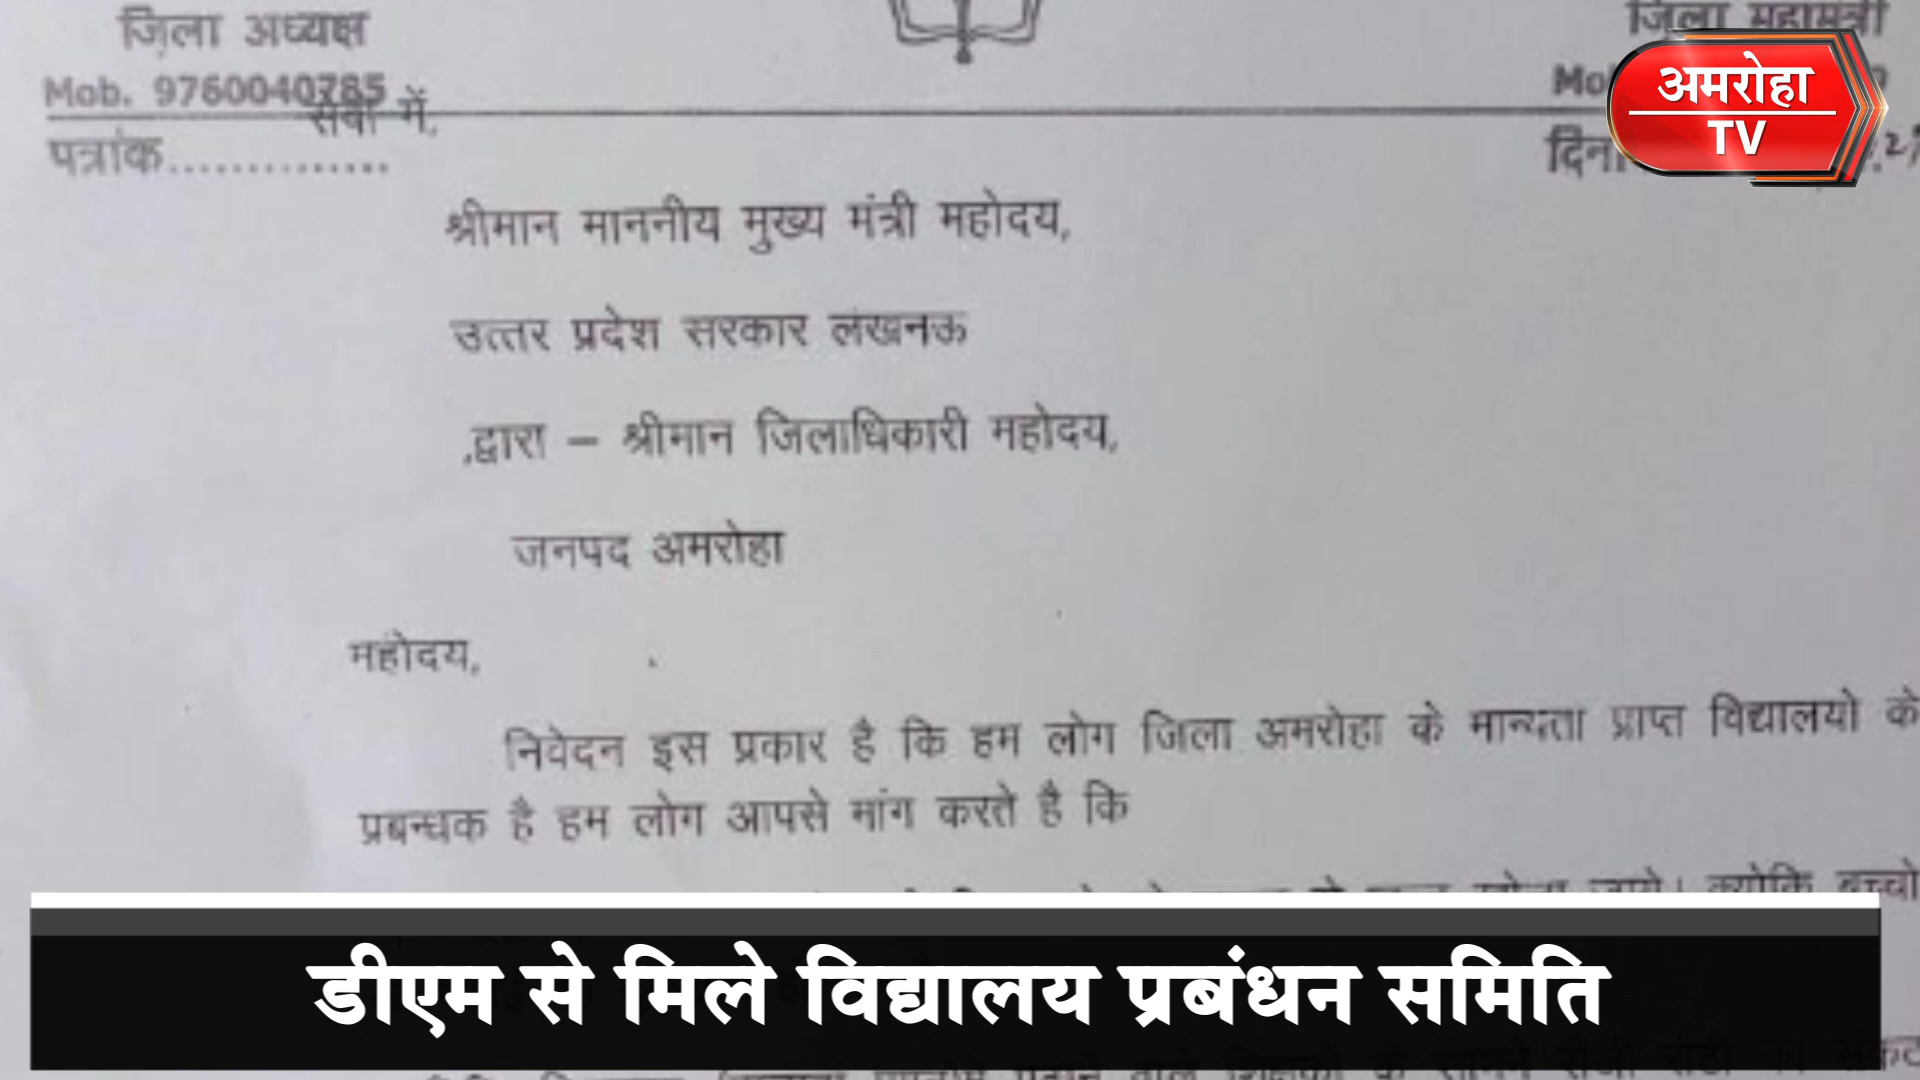 जिला अध्यक्ष
जिला महामंत्री
Mob. 9760040785
सेवा में,
पत्रांक..............
अमरोहा
TV
श्रीमान माननीय मुख्य मंत्री महोदय,
उत्तर प्रदेश सरकार लखनऊ
,द्वारा – श्रीमान जिलाधिकारी महोदय,
जनपद अमरोहा
महोदय,
निवेदन इस प्रकार है कि हम लोग जिला अमरोहा के मान्यता प्राप्त विद्यालयो के
प्रबन्धक है हम लोग आपसे मांग करते है कि
जाये। क्योकि बच्चो
डीएम से मिले विद्यालय प्रबंधन समिति